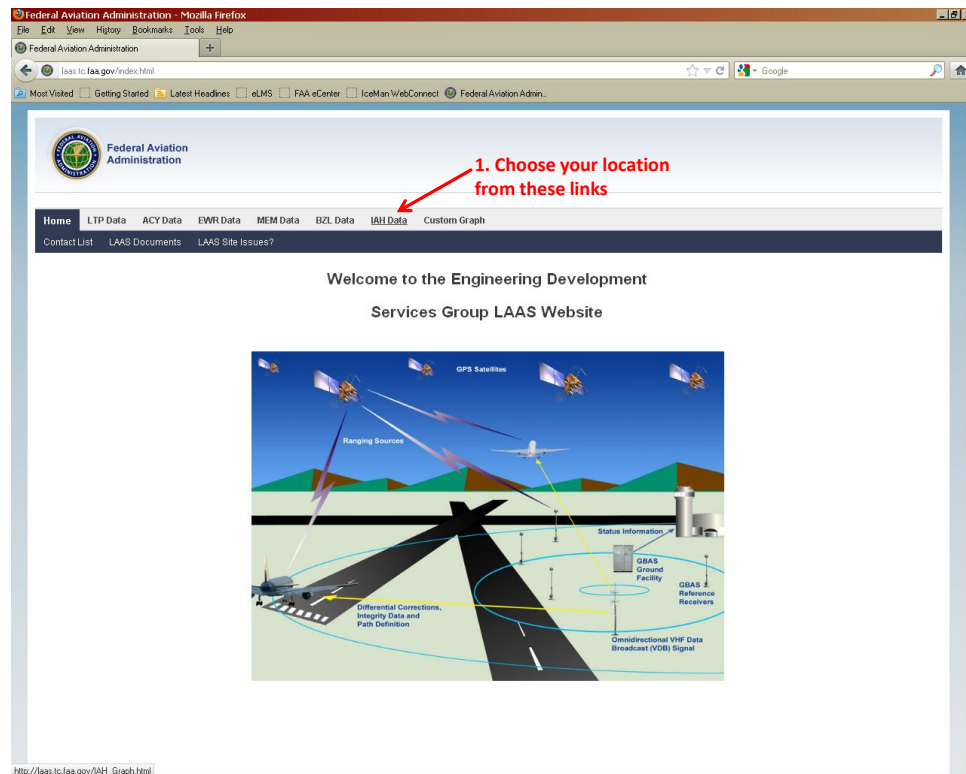 Federal Aviation Administration - Mozilla Firefox
File Edit View History Bookmarks Tools Help
Federal Aviation Administration +
laas.tc.faa.gov/index.html Google
Most Visited Getting Started Latest Headlines eLMS FAA eCenter IceMan WebConnect Federal Aviation Admin...
Federal Aviation
Administration
1. Choose your location
from these links
Home LTP Data ACY Data EWR Data MEM Data BZL Data IAH Data Custom Graph
Contact List LAAS Documents LAAS Site Issues?
Welcome to the Engineering Development
Services Group LAAS Website
GPS Satellites
Ranging Sources
Status Information
GBAS
Ground
Facility
GBAS
Reference
Receivers
Differential Corrections,
Integrity Data and
Path Definition
Omnidirectional VHF Data
Broadcast (VDB) Signal
http://laas.tc.faa.gov/IAH_Graph.html